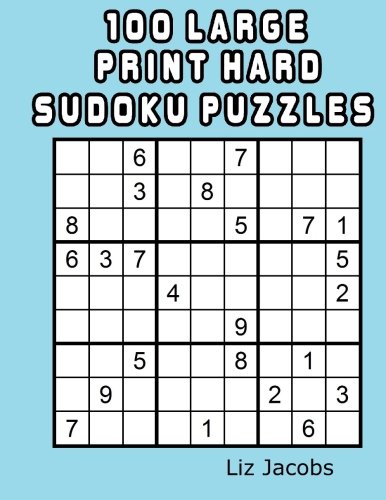 100 LARGE
PRINT HARD
SUDOKU PUZZLES
6 7
3 8
8 5 7 1
6 3 7 5
4 2
9
5 8 1
9 2 3
7 1 6
Liz Jacobs